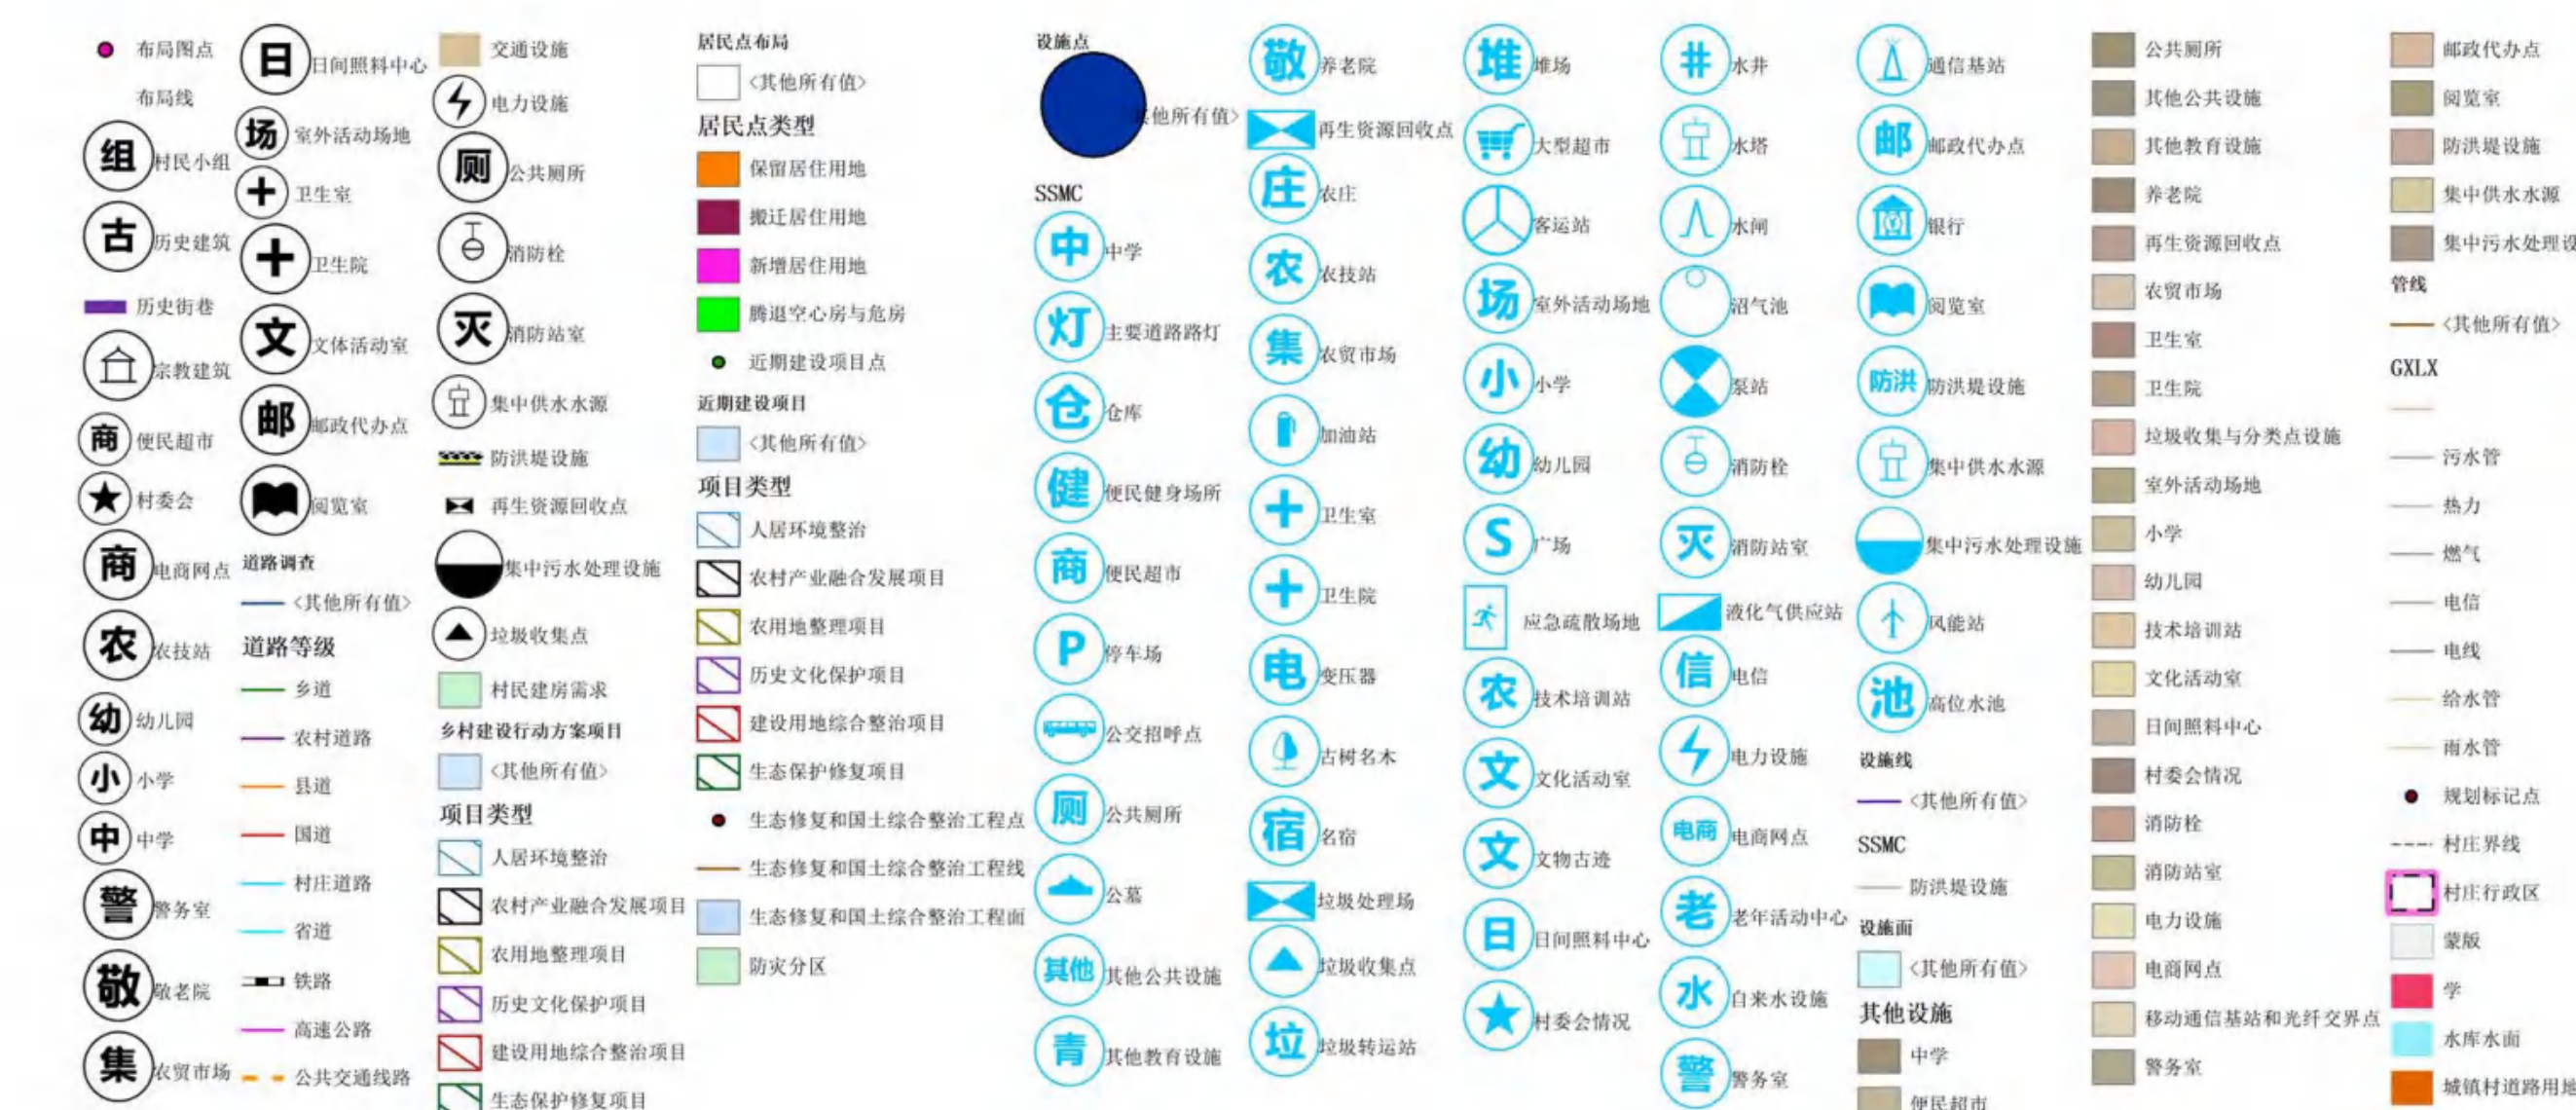 布局图点
布局线
组 村民小组
古 历史建筑
历史街巷
宗教建筑
商 便民超市
村委会
商 电商网点
农 农技站
幼 幼儿园
小 小学
中 中学
警 警务室
敬 敬老院
集 农贸市场
日 日间照料中心
场 室外活动场地
卫生室
卫生院
文 文体活动室
邮 邮政代办点
阅览室
道路调查
<其他所有值>
道路等级
乡道
农村道路
县道
国道
村庄道路
省道
铁路
高速公路
公共交通线路
交通设施
电力设施
厕 公共厕所
消防栓
灭 消防站室
集中供水水源
防洪堤设施
再生资源回收点
集中污水处理设施
垃圾收集点
村民建房需求
乡村建设行动方案项目
<其他所有值>
项目类型
人居环境整治
农村产业融合发展项目
农用地整理项目
历史文化保护项目
建设用地综合整治项目
生态保护修复项目
居民点布局
<其他所有值>
居民点类型
保留居住用地
搬迁居住用地
新增居住用地
腾退空心房与危房
近期建设项目点
近期建设项目
<其他所有值>
项目类型
人居环境整治
农村产业融合发展项目
农用地整理项目
历史文化保护项目
建设用地综合整治项目
生态保护修复项目
生态修复和国土综合整治工程点
生态修复和国土综合整治工程线
生态修复和国土综合整治工程面
防灾分区
设施点
其他所有值>
SSMC
中 中学
灯 主要道路路灯
仓 仓库
健 便民健身场所
商 便民超市
P 停车场
公交招呼点
厕 公共厕所
公墓
其他 其他公共设施
青 其他教育设施
敬 养老院
再生资源回收点
庄 农庄
农 农技站
集 农贸市场
加油站
卫生室
卫生院
电 变压器
古树名木
宿 名宿
垃圾处理场
垃圾收集点
垃 垃圾转运站
堆 堆场
大型超市
客运站
场 室外活动场地
小 小学
幼 幼儿园
S 广场
应急疏散场地
农 技术培训站
文 文化活动室
文 文物古迹
日 日间照料中心
村委会情况
井 水井
水塔
水闸
沼气池
泵站
消防栓
灭 消防站室
液化气供应站
信 电信
电力设施
电商 电商网点
老 老年活动中心
水 自来水设施
警 警务室
通信基站
邮 邮政代办点
银行
阅览室
防洪 防洪堤设施
集中供水水源
集中污水处理设施
风能站
池 高位水池
设施线
<其他所有值>
SSMC
防洪堤设施
设施面
<其他所有值>
其他设施
中学
便民超市
公共厕所
其他公共设施
其他教育设施
养老院
再生资源回收点
农贸市场
卫生室
卫生院
垃圾收集与分类点设施
室外活动场地
小学
幼儿园
技术培训站
文化活动室
日间照料中心
村委会情况
消防栓
消防站室
电力设施
电商网点
移动通信基站和光纤交界点
警务室
邮政代办点
阅览室
防洪堤设施
集中供水水源
集中污水处理设
管线
<其他所有值>
GXLX
污水管
热力
燃气
电信
电线
给水管
雨水管
规划标记点
村庄界线
村庄行政区
蒙版
学
水库水面
城镇村道路用地